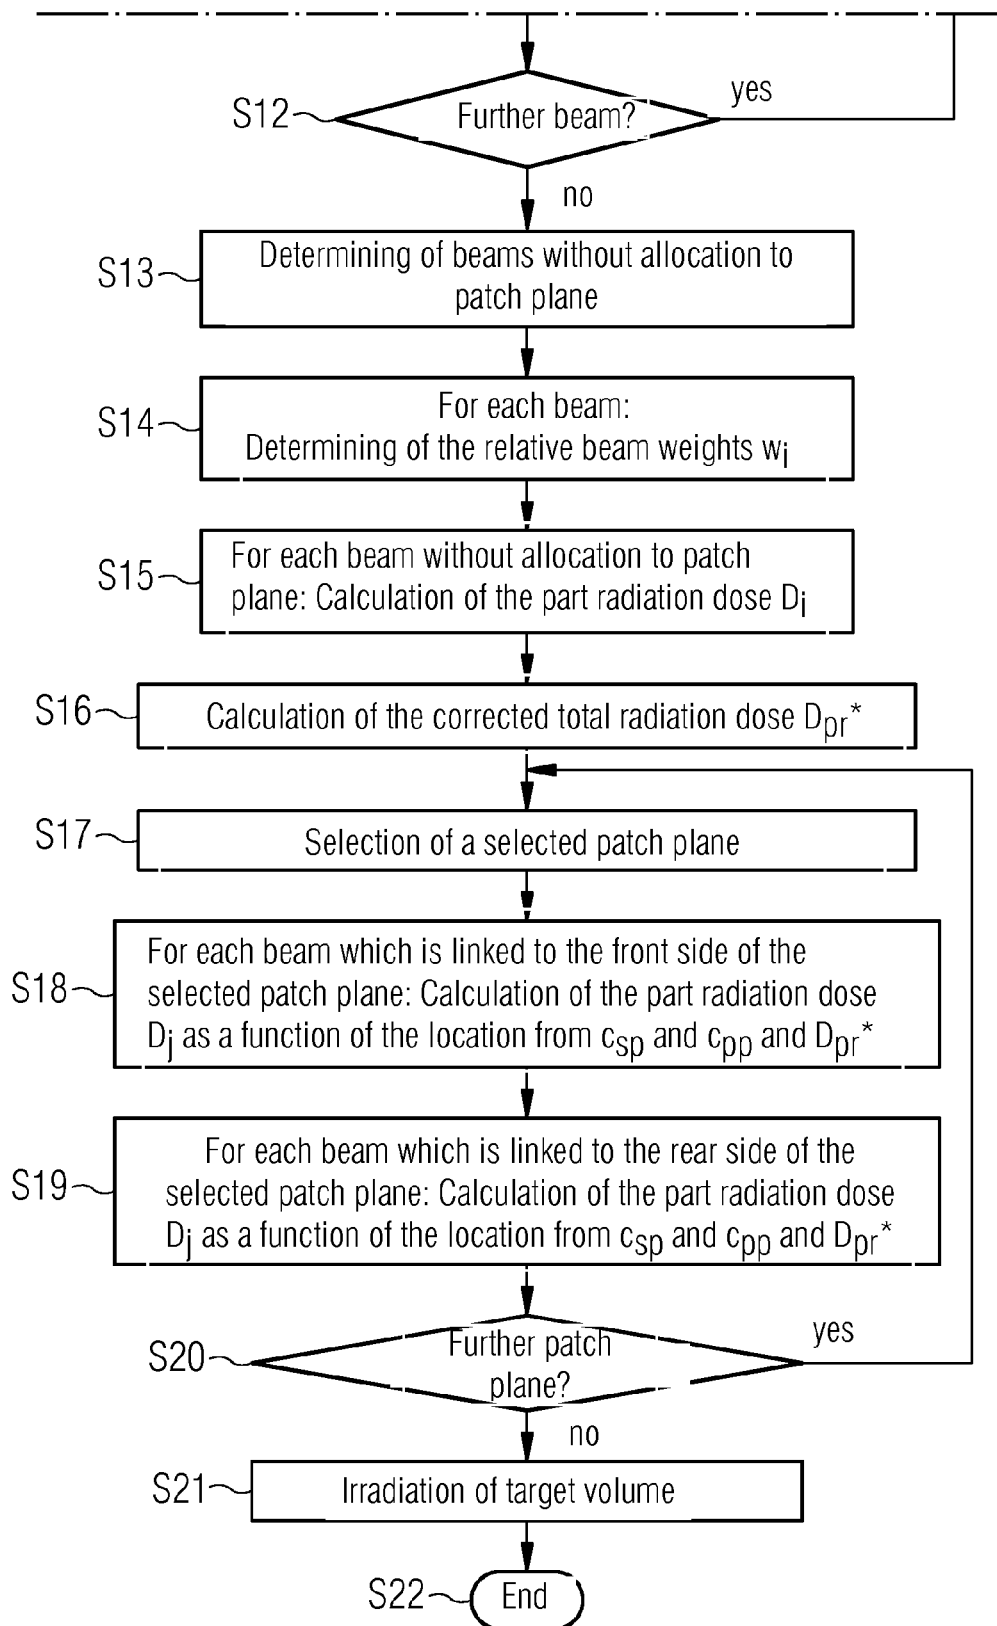 yes
S12
Further beam?
no
S13
Determining of beams without allocation to
patch plane
S14
For each beam:
Determining of the relative beam weights wi
S15
For each beam without allocation to patch
plane: Calculation of the part radiation dose Di
S16
Calculation of the corrected total radiation dose Dpr*
S17
Selection of a selected patch plane
S18
For each beam which is linked to the front side of the
selected patch plane: Calculation of the part radiation dose
Dj as a function of the location from csp and cpp and Dpr*
S19
For each beam which is linked to the rear side of the
selected patch plane: Calculation of the part radiation dose
Dj as a function of the location from csp and cpp and Dpr*
S20
Further patch
plane?
yes
no
S21
Irradiation of target volume
S22
End